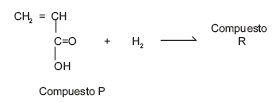 CH₂ = CH
C=O + H₂ → Compuesto R
OH
Compuesto P